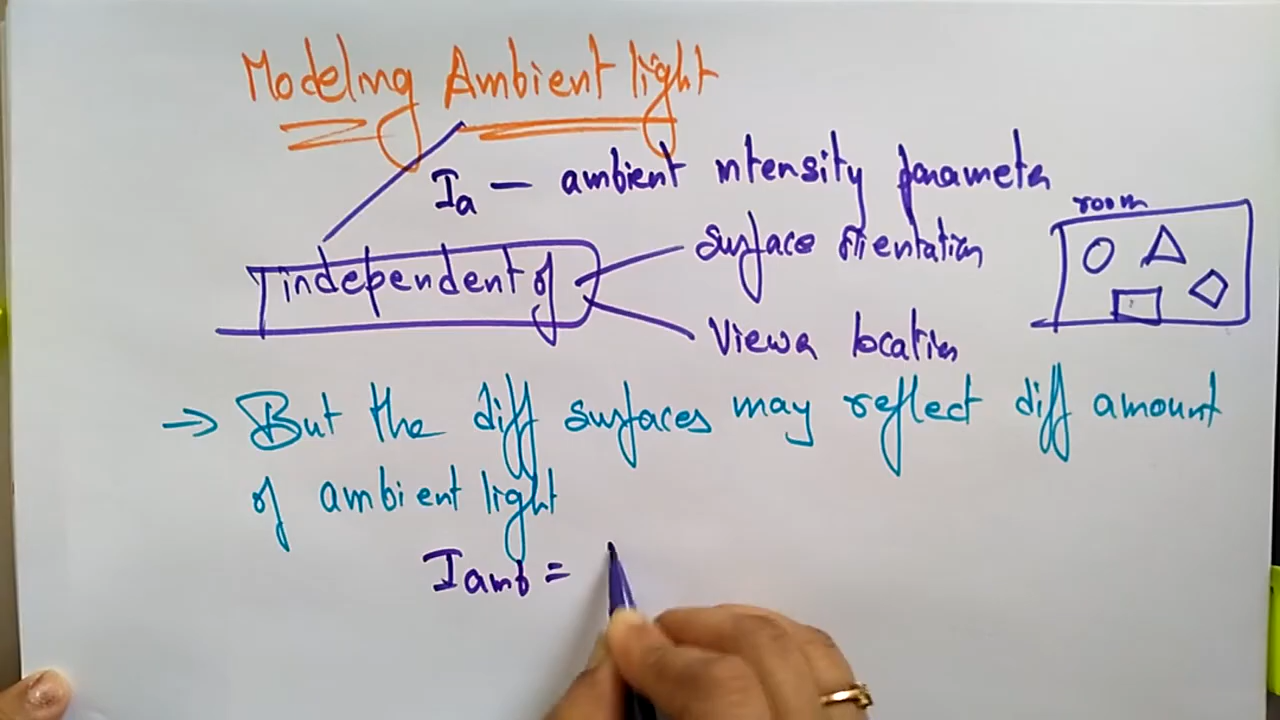 Modeling Ambient light
Ia — ambient intensity parameter
room
independent of
surface orientation
Viewer location
→ But the diff surfaces may reflect diff amount
of ambient light
Iamb =